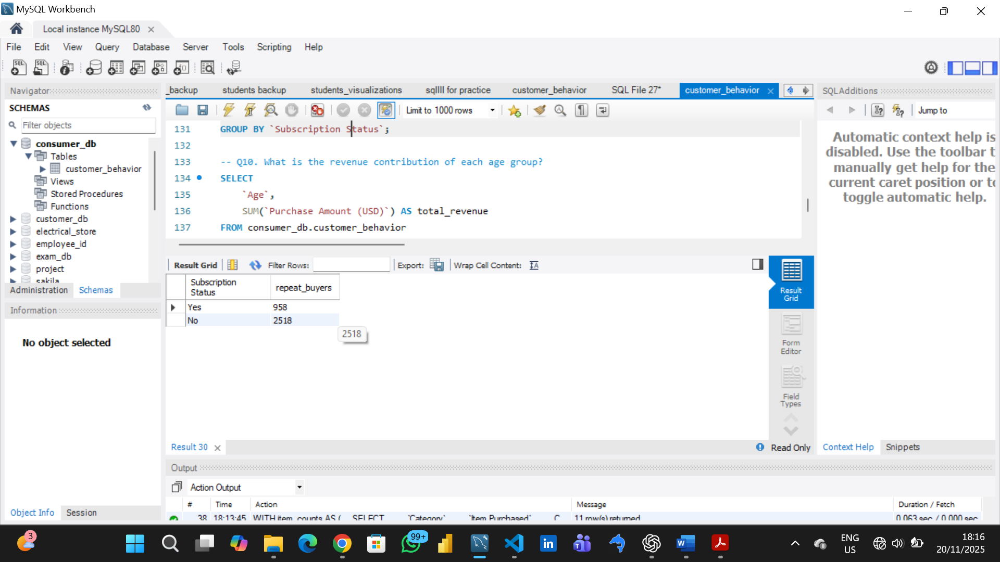 MySQL Workbench
Local instance MySQL80
File Edit View Query Database Server Tools Scripting Help
Navigator
SCHEMAS
Filter objects
consumer_db
Tables
customer_behavior
Views
Stored Procedures
Functions
customer_db
electrical_store
employee_id
exam_db
project
sakila
Administration Schemas
Information
No object selected
Object Info Session
_backup students backup students_visualizations sqllll for practice customer_behavior SQL File 27* customer_behavior
Limit to 1000 rows
131 GROUP BY `Subscription Status`;
132
133 -- Q10. What is the revenue contribution of each age group?
134 SELECT
135 `Age`,
136 SUM(`Purchase Amount (USD)`) AS total_revenue
137 FROM consumer_db.customer_behavior
Result Grid Filter Rows: Export: Wrap Cell Content:
Subscription Status repeat_buyers
Yes 958
No 2518
2518
Result Grid
Form Editor
Field Types
Result 30
Read Only
SQLAdditions
Jump to
Automatic context help is
disabled. Use the toolbar t
manually get help for the
current caret position or to
toggle automatic help.
Context Help Snippets
Output
Action Output
# Time Action Message Duration / Fetch
38 18:13:45 WITH item_counts AS ( SELECT `Category` `Item Purchased` C 11 row(s) returned 0.063 sec / 0.000 sec
3
99+
ENG
US
18:16
20/11/2025